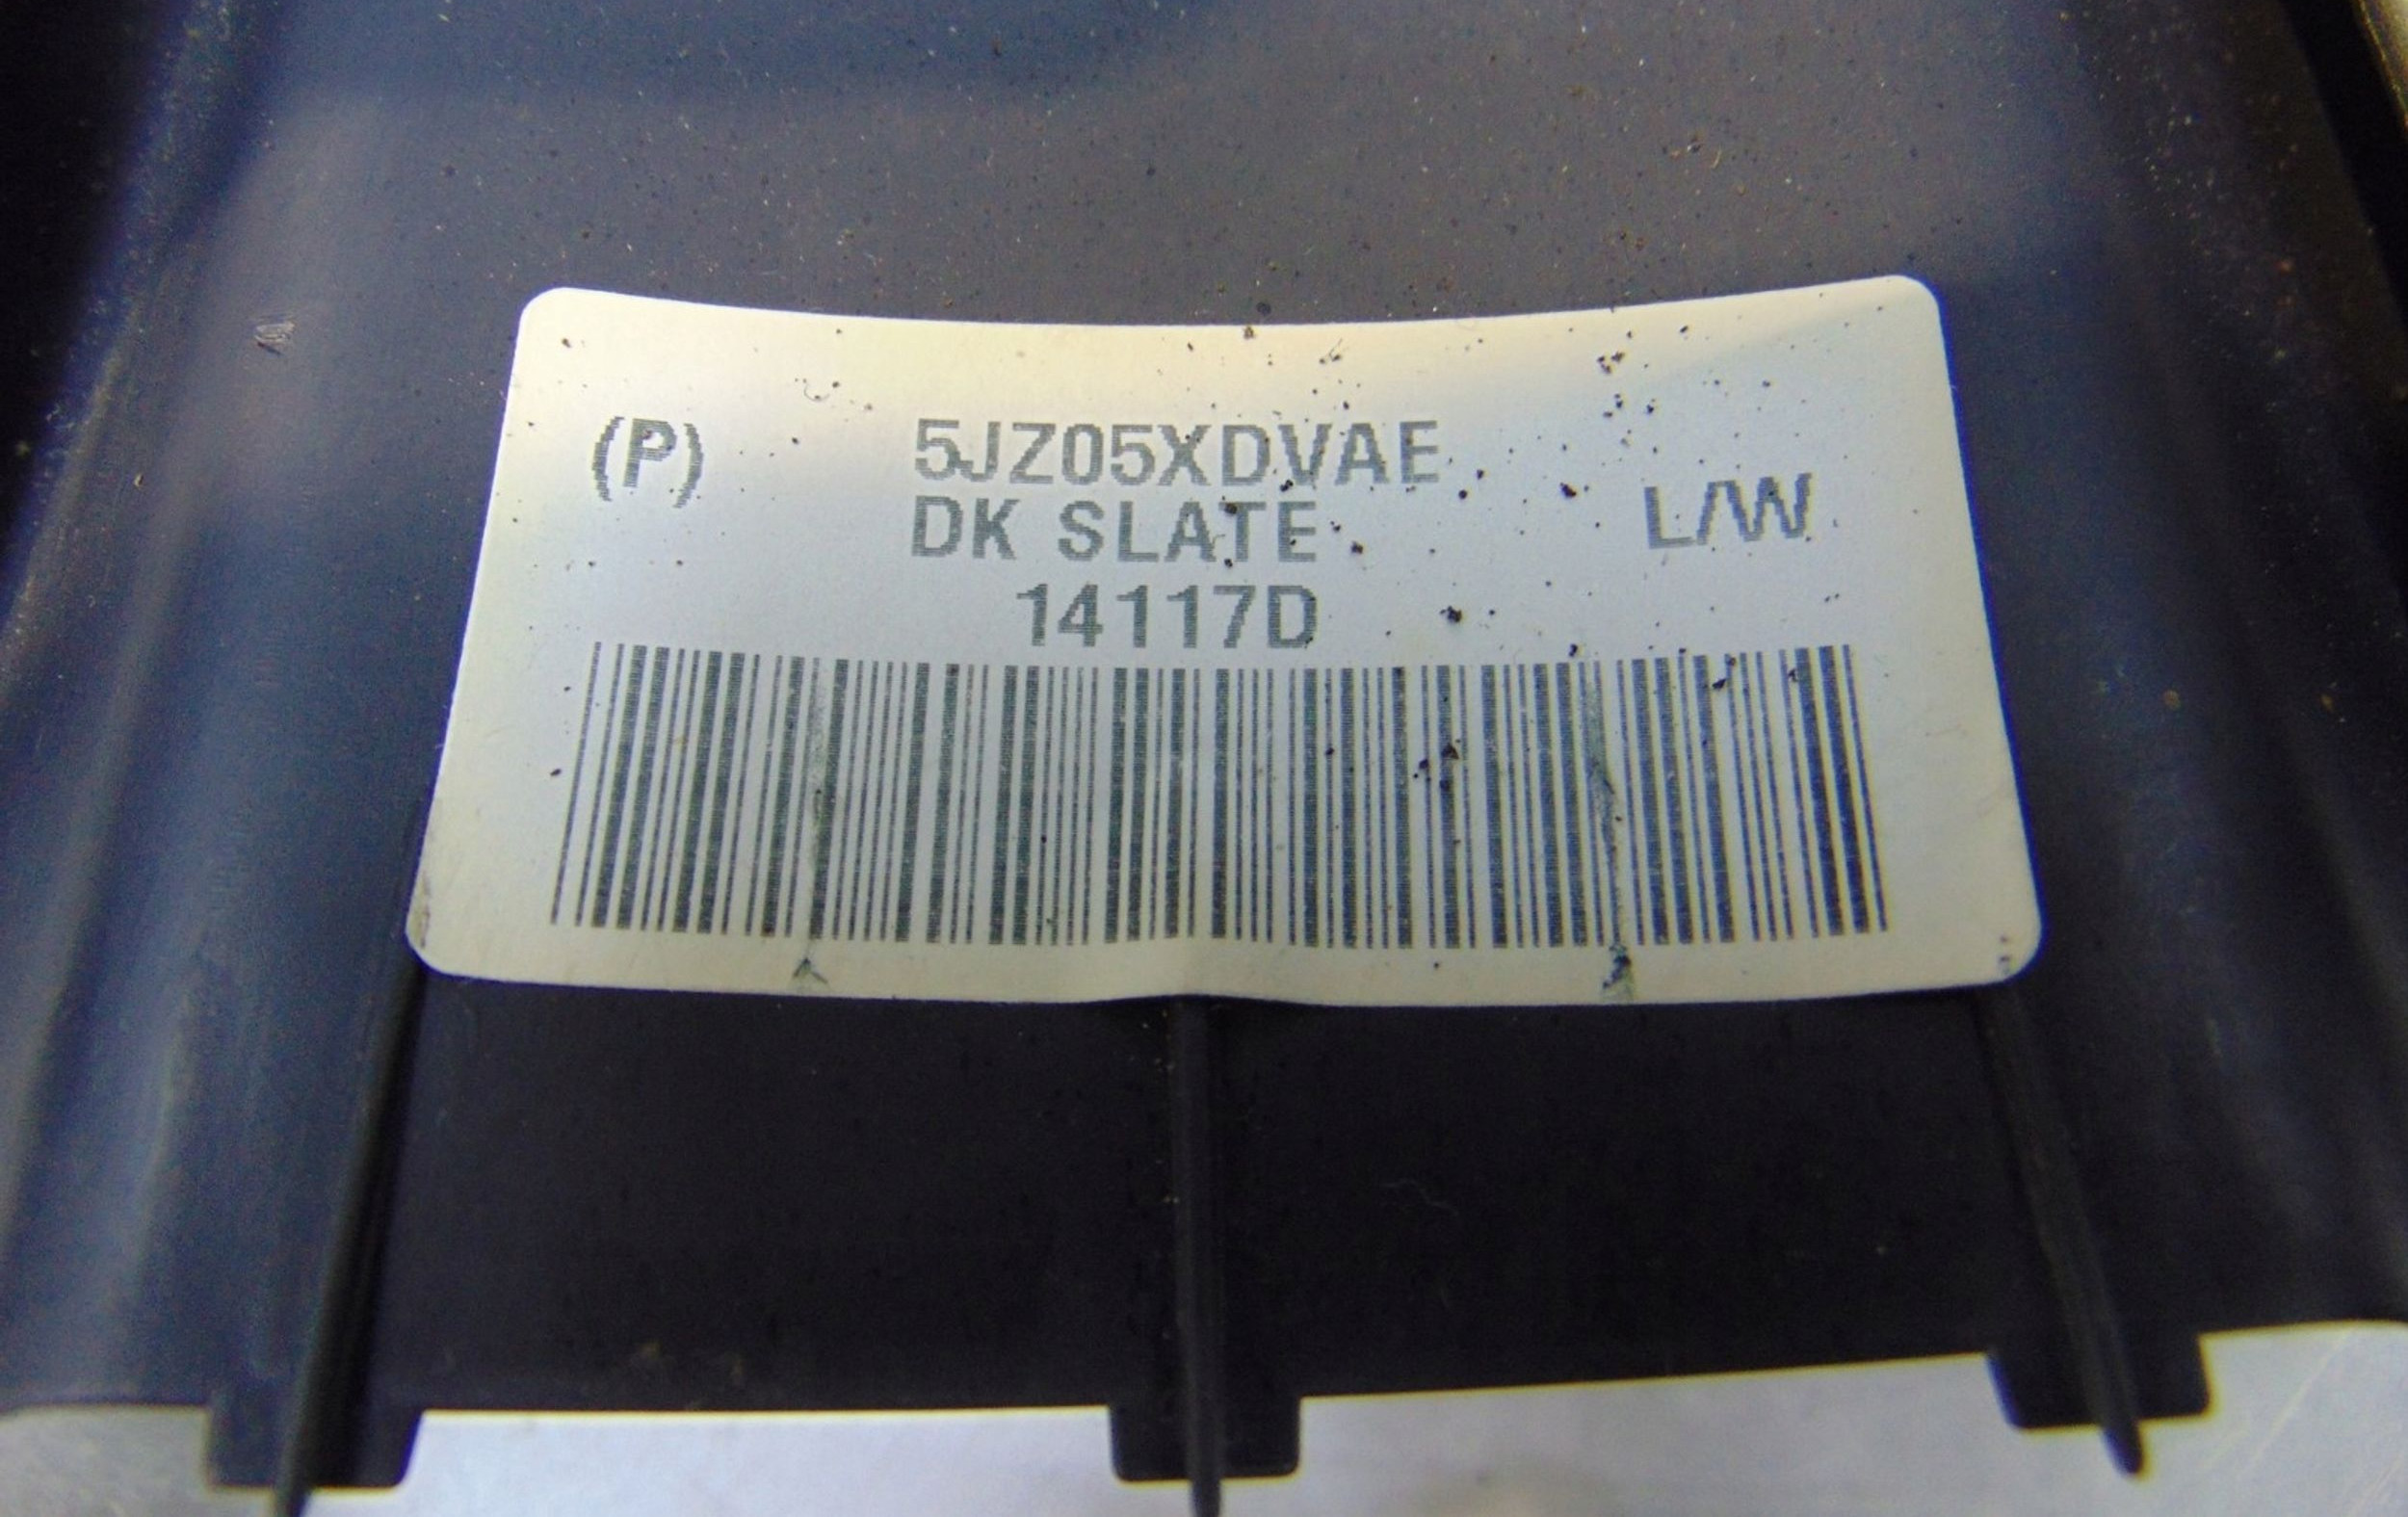 (P) 5JZ05XDVAE
DK SLATE L/W
14117D